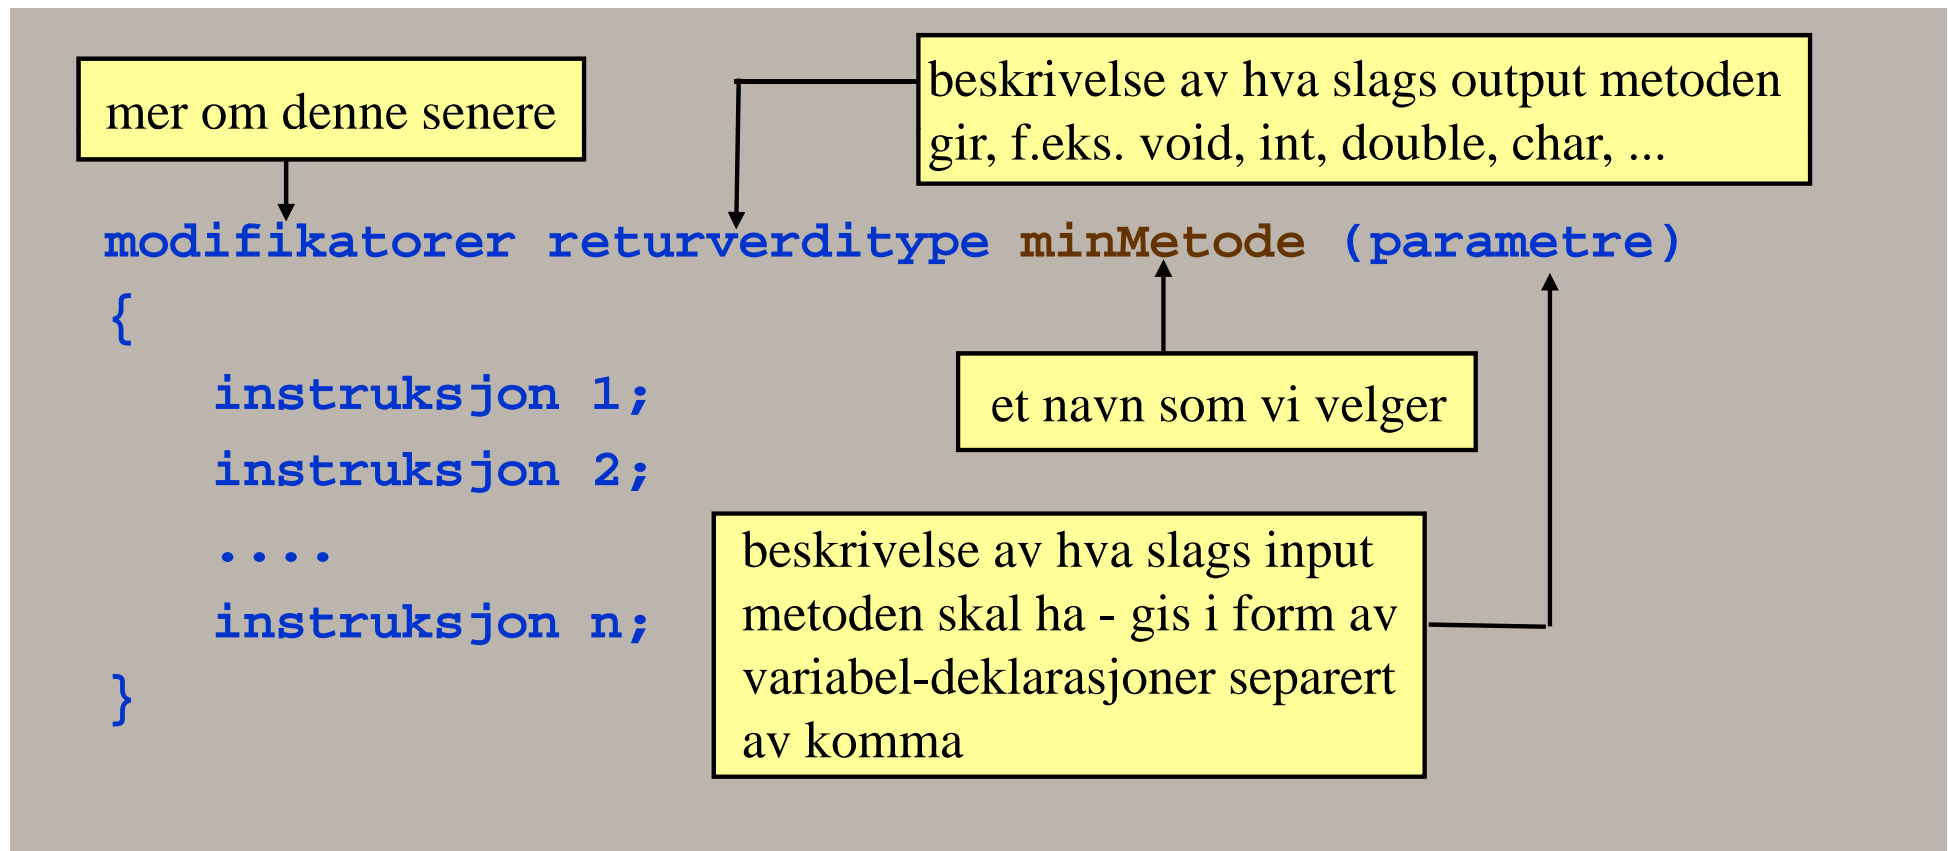 mer om denne senere
beskrivelse av hva slags output metoden
gir, f.eks. void, int, double, char, ...
modifikatorer returverditype minMetode (parametre)
{
instruksjon 1;
et navn som vi velger
instruksjon 2;
....
instruksjon n;
}
beskrivelse av hva slags input
metoden skal ha - gis i form av
variabel-deklarasjoner separert
av komma